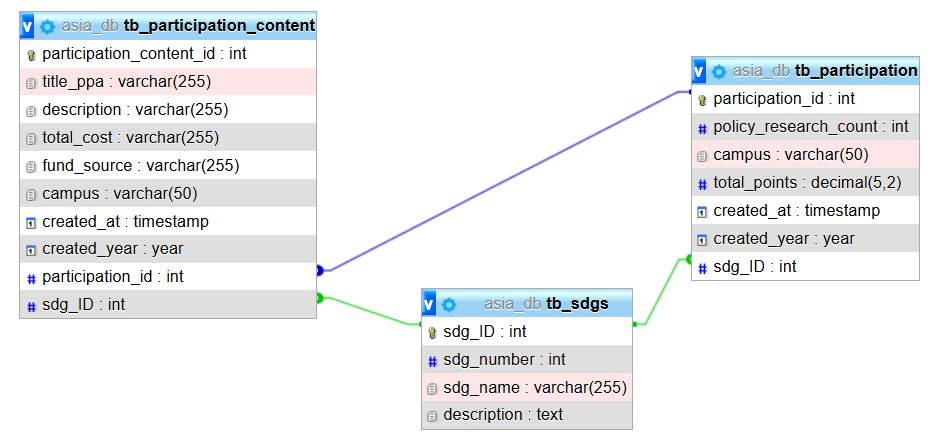 v asia_db tb_participation_content
participation_content_id : int
title_ppa : varchar(255)
description : varchar(255)
total_cost : varchar(255)
fund_source : varchar(255)
campus : varchar(50)
created_at : timestamp
created_year : year
# participation_id : int
# sdg_ID : int
v asia_db tb_participation
participation_id : int
# policy_research_count : int
campus : varchar(50)
# total_points : decimal(5,2)
created_at : timestamp
created_year : year
# sdg_ID : int
v asia_db tb_sdgs
sdg_ID : int
# sdg_number : int
sdg_name : varchar(255)
description : text